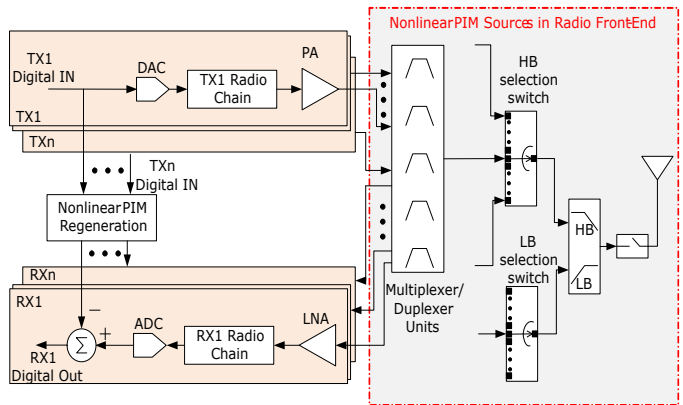 NonlinearPIM Sources in Radio Front-End
TX1
Digital IN
DAC
TX1 Radio
Chain
PA
TX1
TXn
TXn
Digital IN
NonlinearPIM
Regeneration
RXn
RX1
−
+
Σ
ADC
RX1 Radio
Chain
LNA
RX1
Digital Out
Multiplexer/
Duplexer
Units
HB
selection
switch
LB
selection
switch
HB
LB